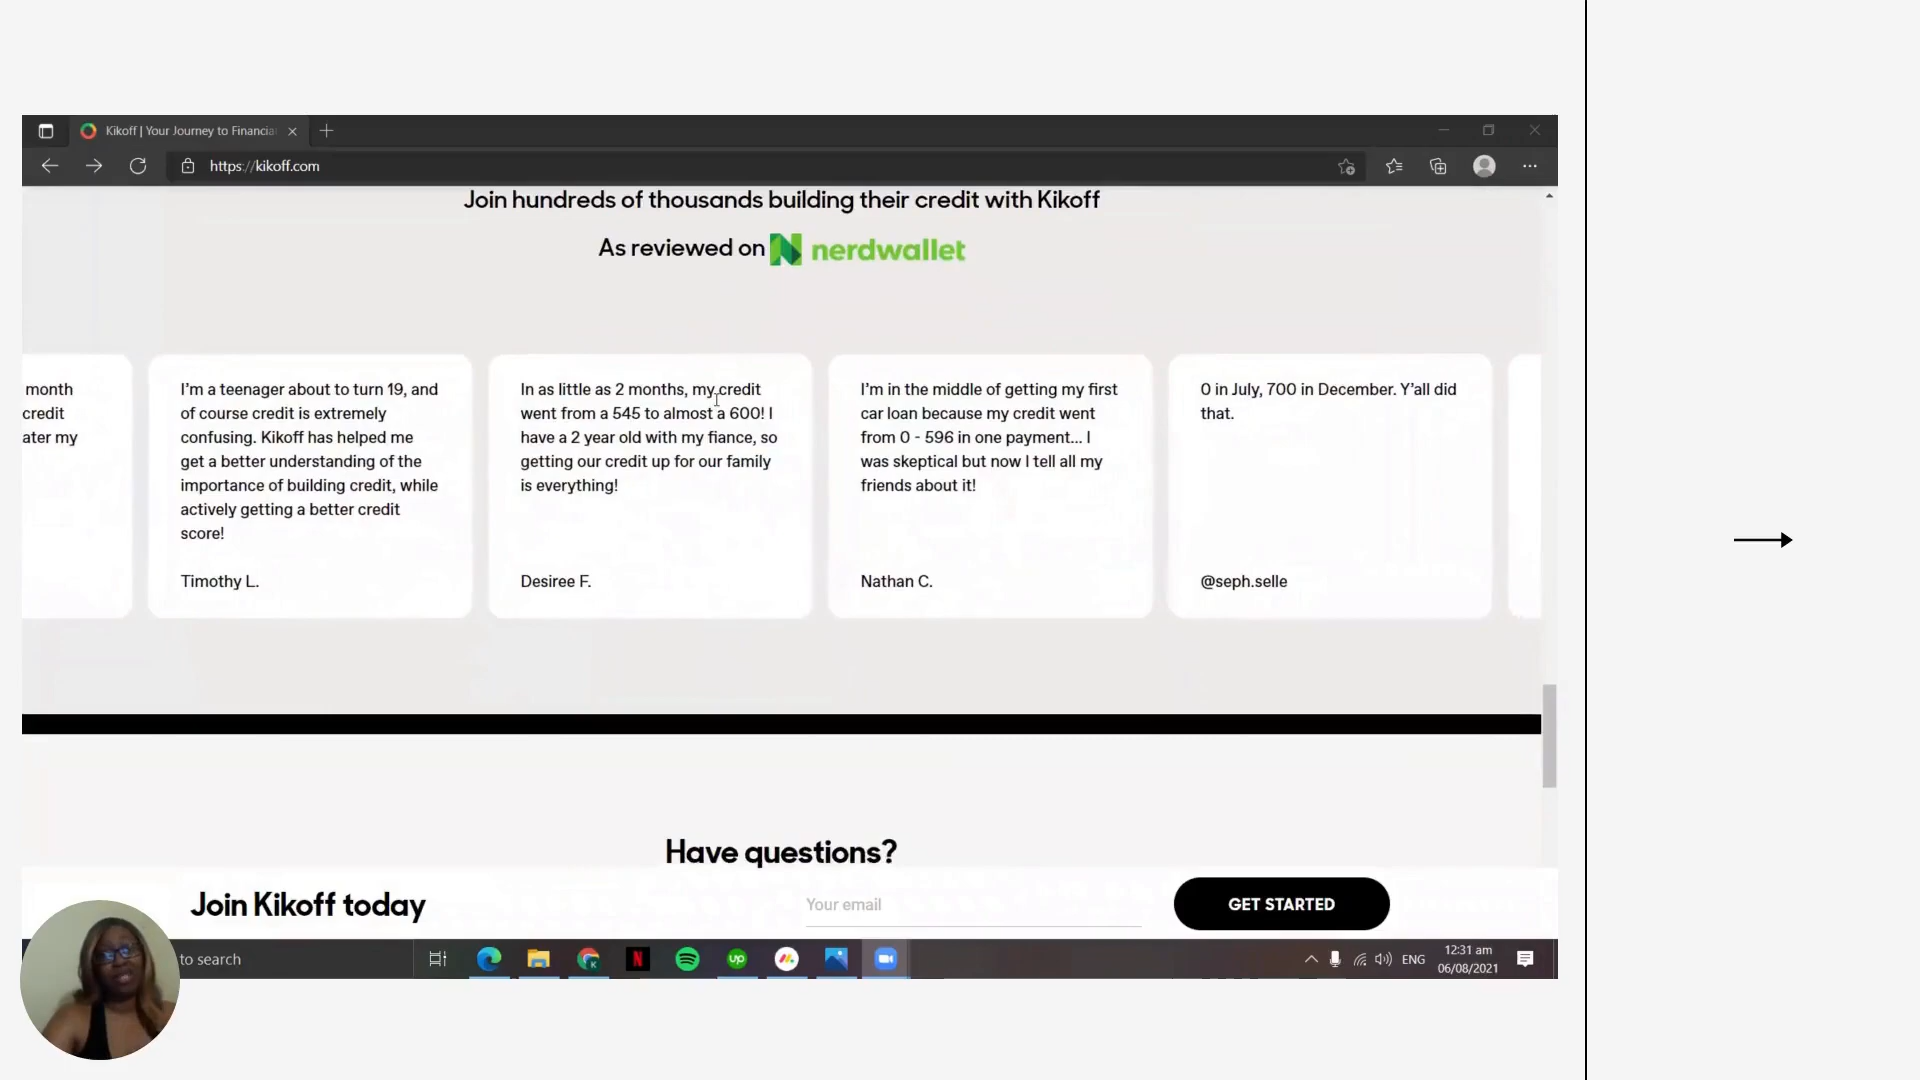 Kikoff | Your Journey to Financia
https://kikoff.com
Join hundreds of thousands building their credit with Kikoff
As reviewed on nerdwallet
month
credit
ater my
I'm a teenager about to turn 19, and
of course credit is extremely
confusing. Kikoff has helped me
get a better understanding of the
importance of building credit, while
actively getting a better credit
score!
Timothy L.
In as little as 2 months, my credit
went from a 545 to almost a 600! I
have a 2 year old with my fiance, so
getting our credit up for our family
is everything!
Desiree F.
I'm in the middle of getting my first
car loan because my credit went
from 0 - 596 in one payment... I
was skeptical but now I tell all my
friends about it!
Nathan C.
0 in July, 700 in December. Y'all did
that.
@seph.selle
Have questions?
Join Kikoff today
Your email
GET STARTED
to search
N
up
ENG
12:31 am
06/08/2021